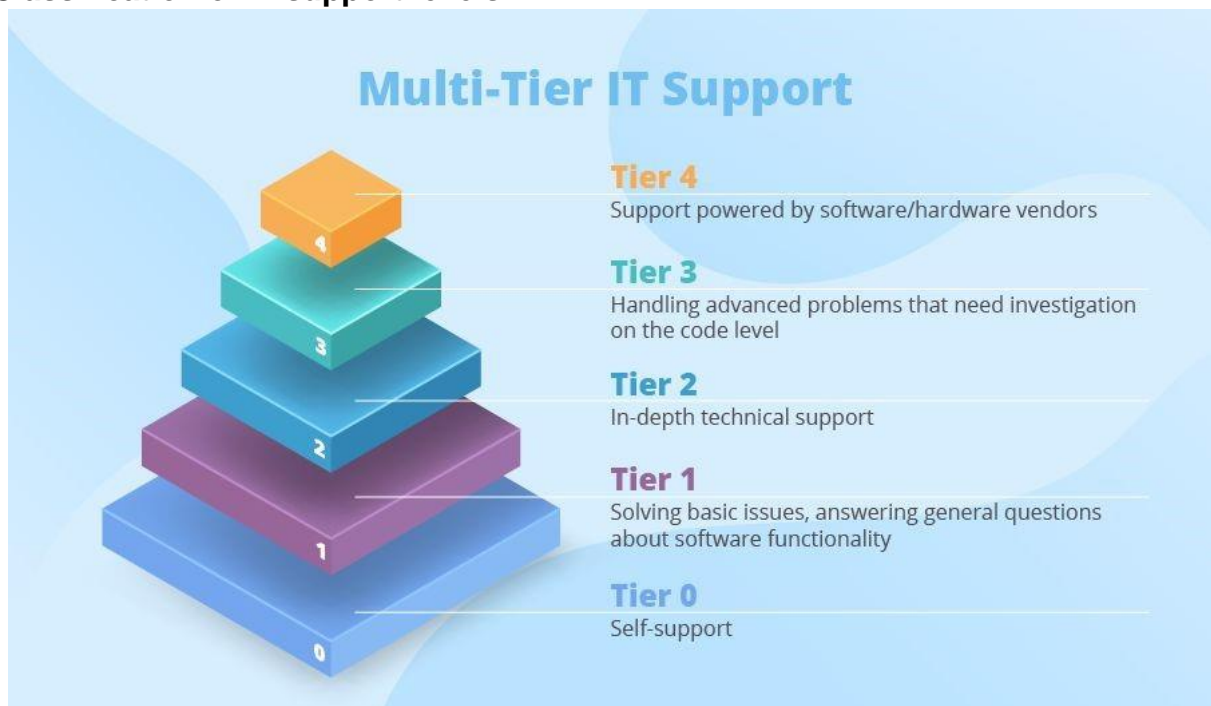 Multi-Tier IT Support
Tier 4
Support powered by software/hardware vendors
Tier 3
Handling advanced problems that need investigation
on the code level
Tier 2
In-depth technical support
Tier 1
Solving basic issues, answering general questions
about software functionality
Tier 0
Self-support
4
3
2
1
0